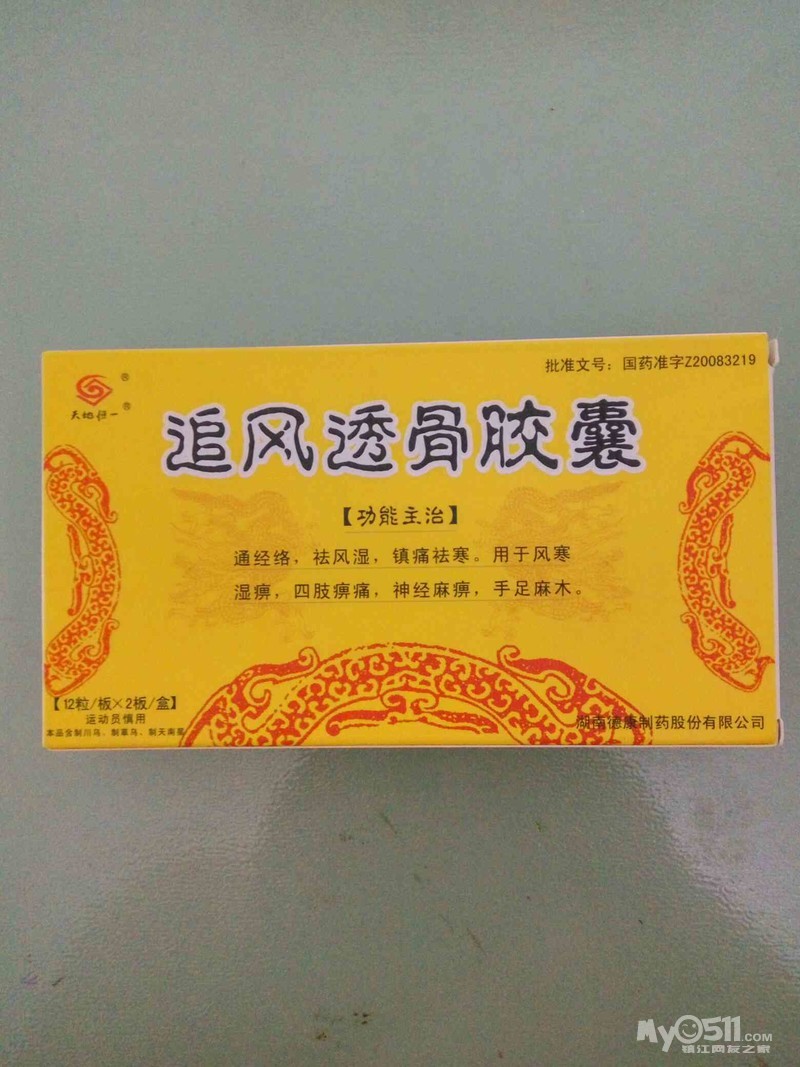 批准文号：国药准字Z20083219
®
天地恒一®
追风透骨胶囊
【功能主治】
通经络，祛风湿，镇痛祛寒。用于风寒
湿痹，四肢痹痛，神经麻痹，手足麻木。
【12粒/板×2板/盒】
运动员慎用
本品含制川乌、制草乌、制天南星
湖南德康制药股份有限公司
My0511.COM
镇江网友之家